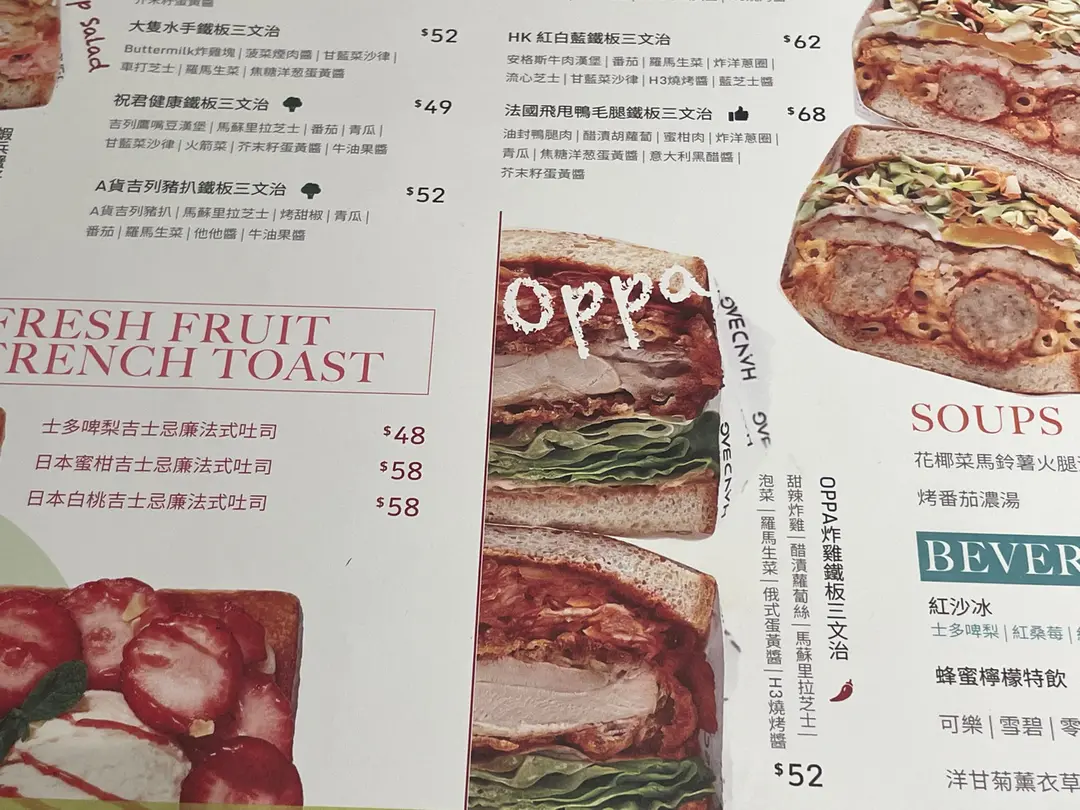 芥末籽蛋黃醬
p salad
大隻水手鐵板三文治 $52
Buttermilk炸雞塊 | 菠菜煙肉醬 | 甘藍菜沙律 |
車打芝士 | 羅馬生菜 | 焦糖洋葱蛋黃醬
祝君健康鐵板三文治 $49
吉列鷹嘴豆漢堡 | 馬蘇里拉芝士 | 番茄 | 青瓜 |
甘藍菜沙律 | 火箭菜 | 芥末籽蛋黃醬 | 牛油果醬
A貨吉列豬扒鐵板三文治 $52
A貨吉列豬扒 | 馬蘇里拉芝士 | 烤甜椒 | 青瓜 |
番茄 | 羅馬生菜 | 他他醬 | 牛油果醬
FRESH FRUIT
FRENCH TOAST
士多啤梨吉士忌廉法式吐司 $48
日本蜜柑吉士忌廉法式吐司 $58
日本白桃吉士忌廉法式吐司 $58
HK 紅白藍鐵板三文治 $62
安格斯牛肉漢堡 | 番茄 | 羅馬生菜 | 炸洋蔥圈 |
流心芝士 | 甘藍菜沙律 | H3燒烤醬 | 藍芝士醬
法國飛甩鴨毛腿鐵板三文治 $68
油封鴨腿肉 | 醋漬胡蘿蔔 | 蜜柑肉 | 炸洋蔥圈 |
青瓜 | 焦糖洋葱蛋黃醬 | 意大利黑醋醬 |
芥末籽蛋黃醬
oppa
OPPA炸雞鐵板三文治
甜辣炸雞 | 醋漬蘿蔔絲 | 馬蘇里拉芝士 |
泡菜 | 羅馬生菜 | 俄式蛋黃醬 | H3燒烤醬
$52
SOUPS
花椰菜馬鈴薯火腿
烤番茄濃湯
BEVER
紅沙冰
士多啤梨 | 紅桑莓 |
蜂蜜檸檬特飲
可樂 | 雪碧 | 零
洋甘菊薰衣草